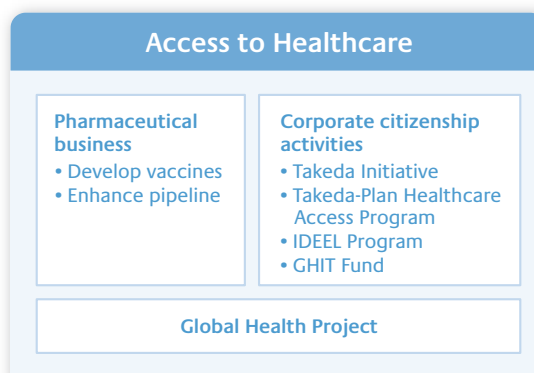 Access to Healthcare
Pharmaceutical
business
• Develop vaccines
• Enhance pipeline
Corporate citizenship
activities
• Takeda Initiative
• Takeda-Plan Healthcare
Access Program
• IDEEL Program
• GHIT Fund
Global Health Project